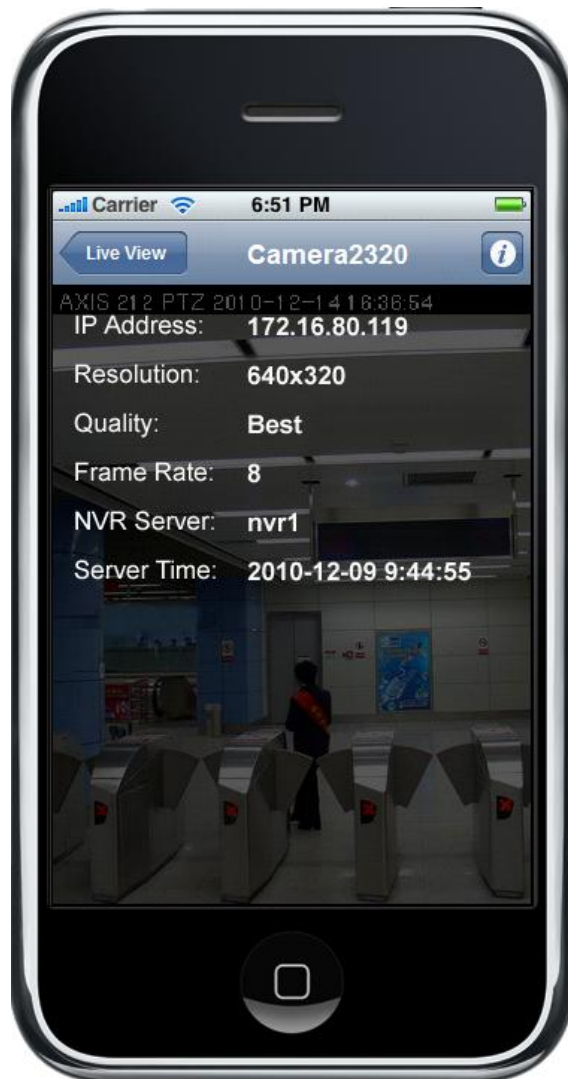 Carrier 6:51 PM
Live View Camera2320 i
AXIS 212 PTZ 2010-12-14 16:36:54
IP Address: 172.16.80.119
Resolution: 640x320
Quality: Best
Frame Rate: 8
NVR Server: nvr1
Server Time: 2010-12-09 9:44:55